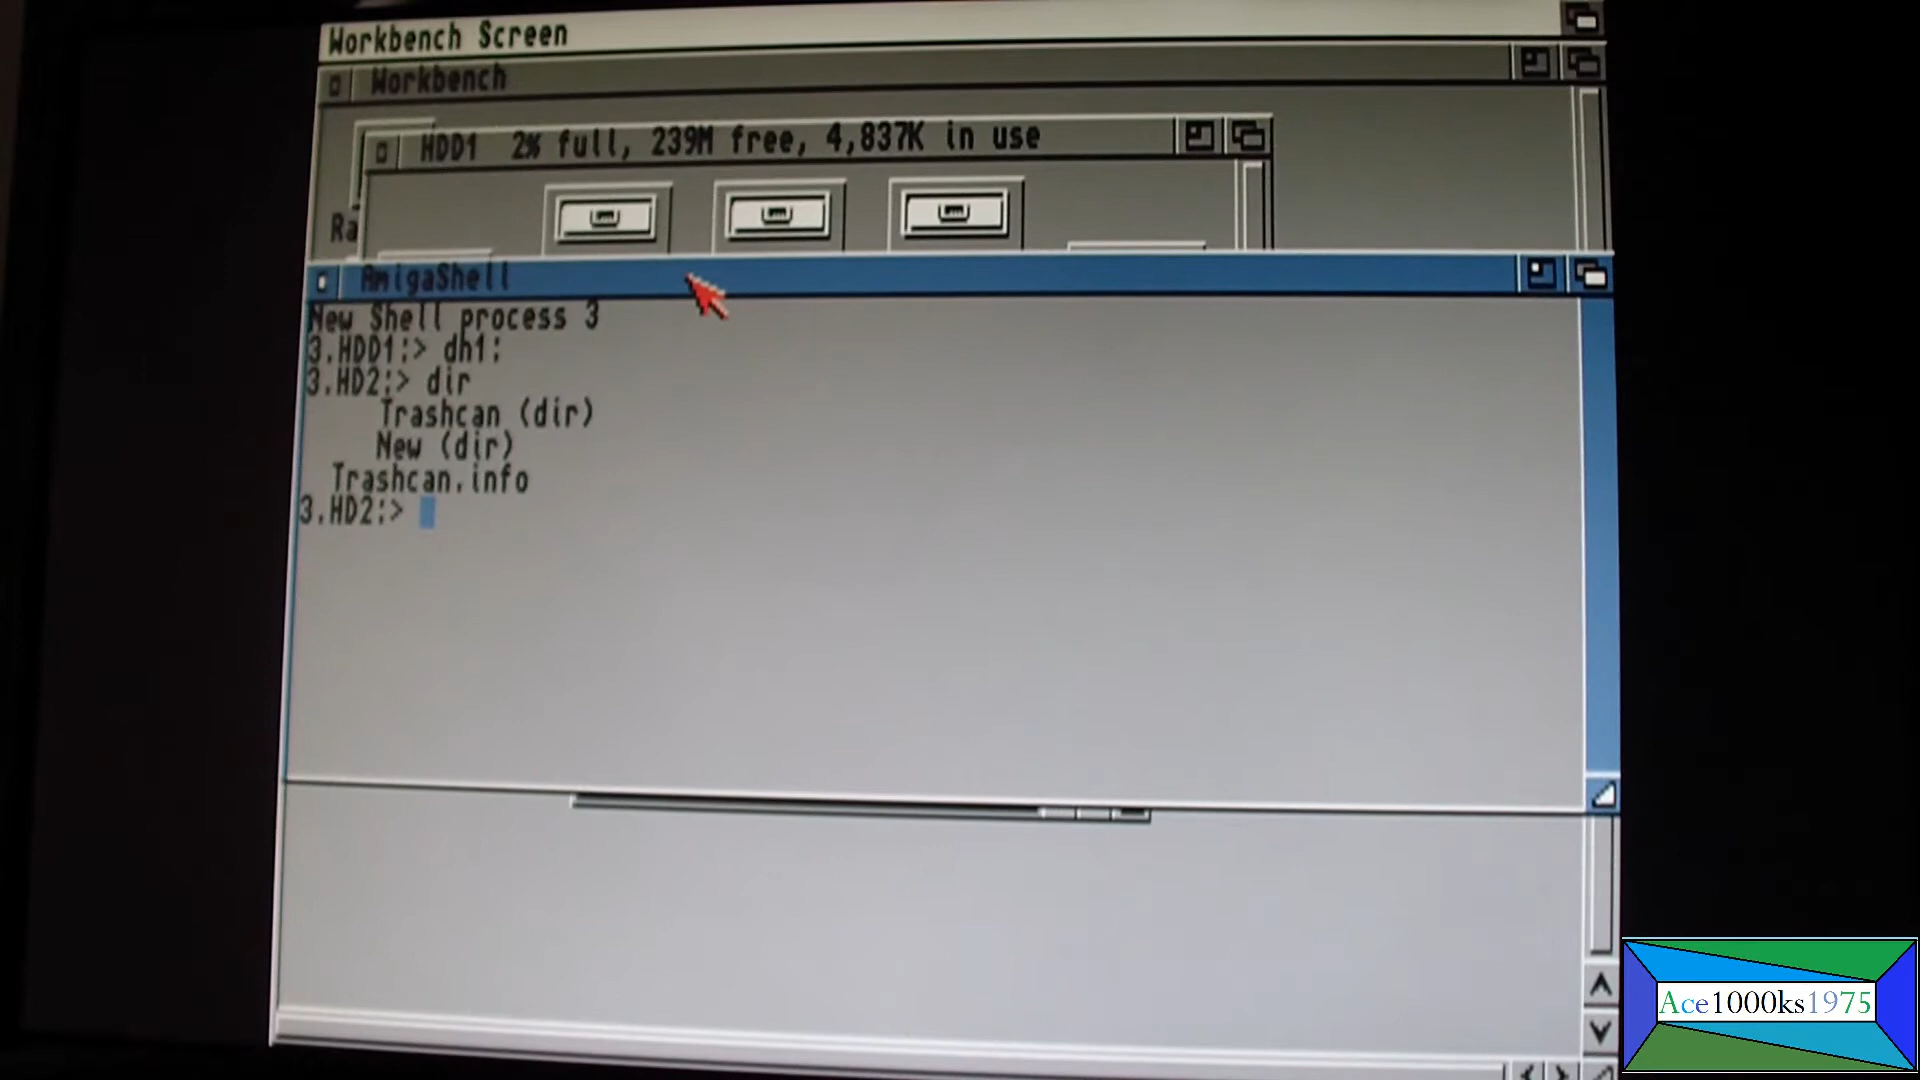 Workbench Screen
Workbench
HDD1 2% full, 239M free, 4,837K in use
Ra
AmigaShell
New Shell process 3
3.HDD1:> dh1:
3.HD2:> dir
Trashcan (dir)
New (dir)
Trashcan.info
3.HD2:>
Ace1000ks1975